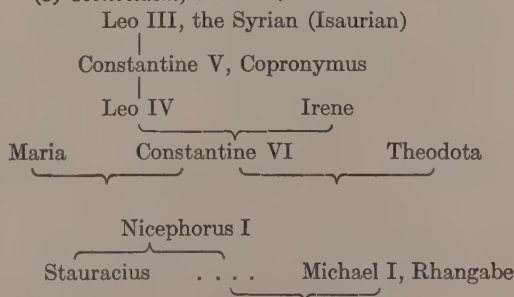 Leo III, the Syrian (Isaurian)
Constantine V, Copronymus
Leo IV Irene
Maria Constantine VI Theodota
Nicephorus I
Stauracius . . . . Michael I, Rhangabe